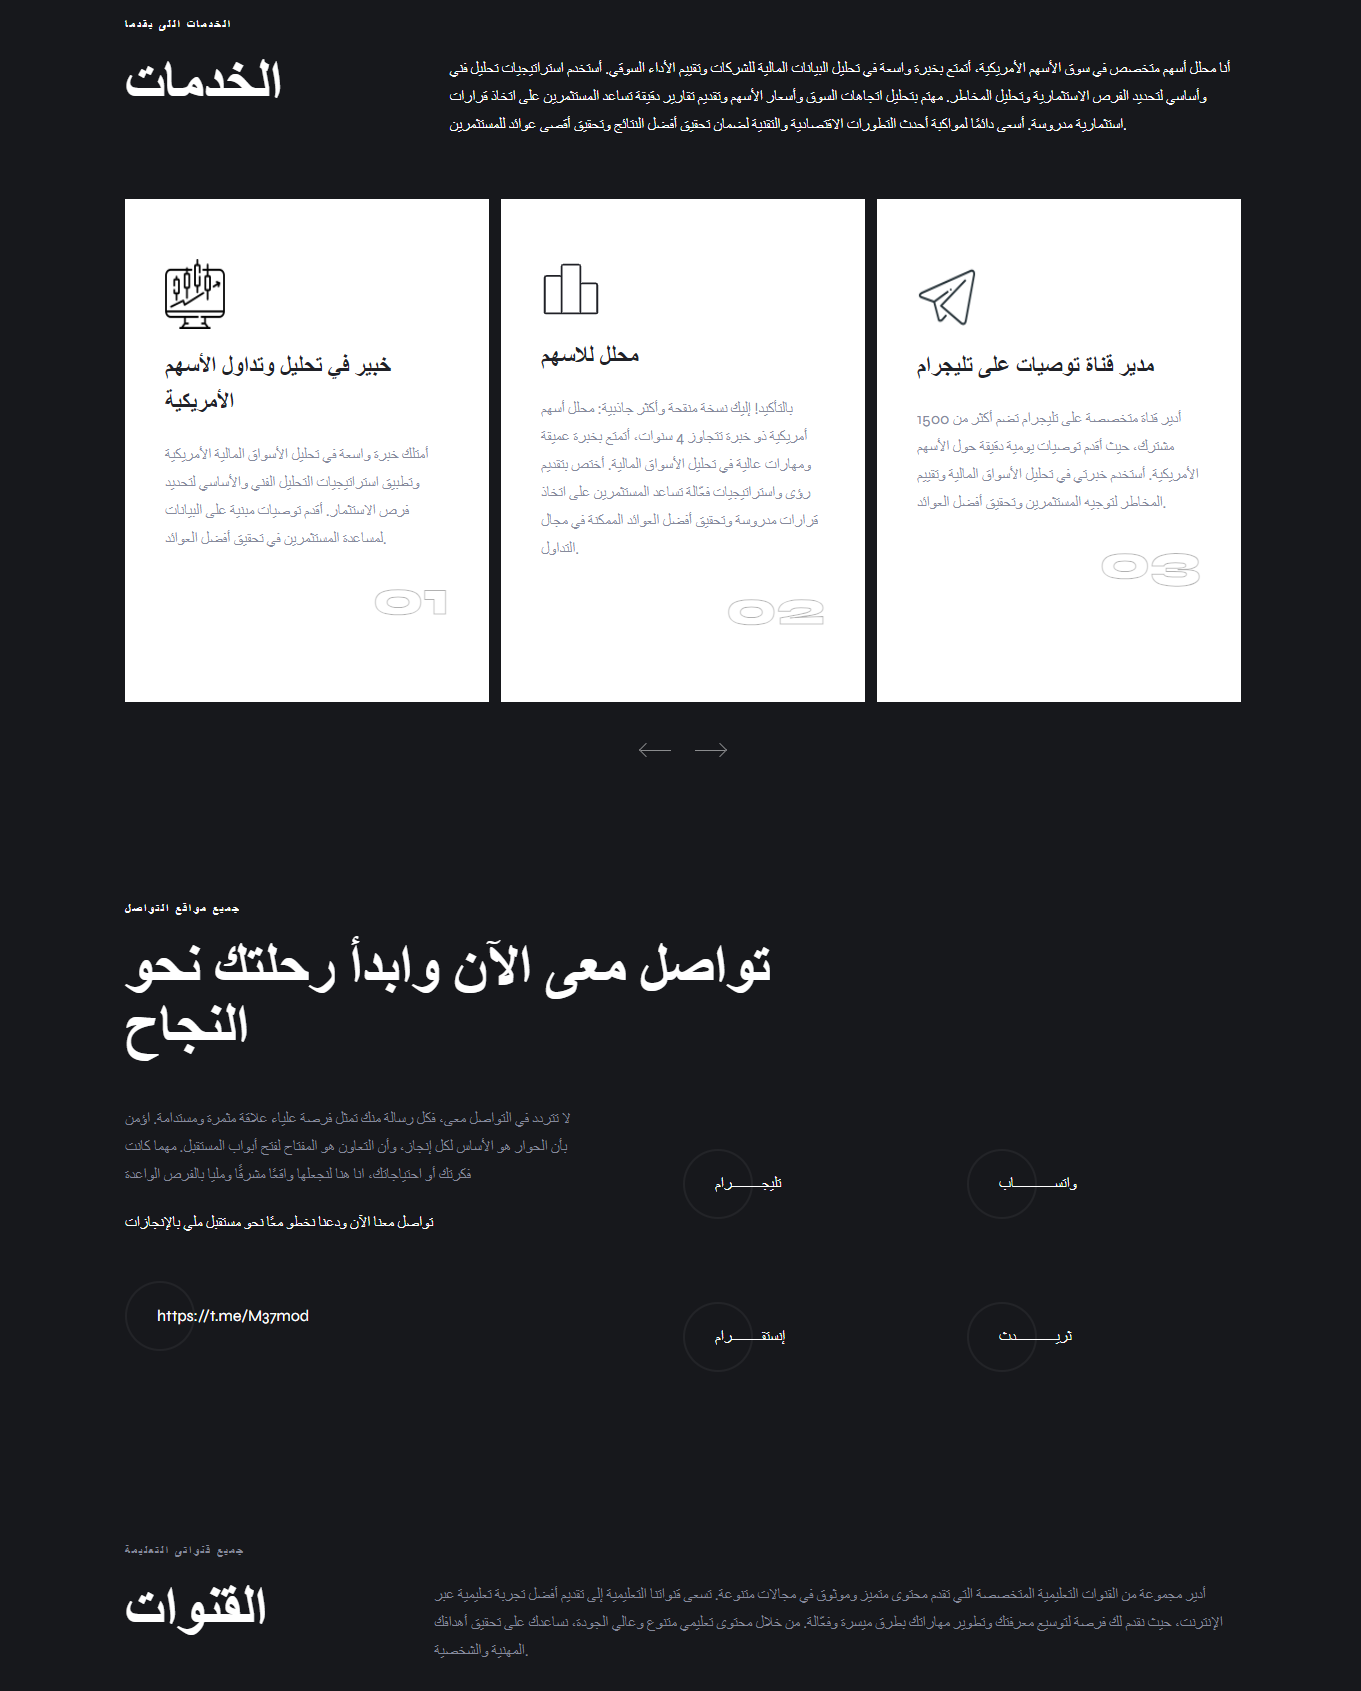 الخدمات اللى يقدما
الخدمات
أنا محلل أسهم متخصص في سوق الأسهم الأمريكية، أتمتع بخبرة واسعة في تحليل البيانات المالية للشركات وتقييم الأداء السوقي. أستخدم استراتيجيات تحليل فني
وأساسي لتحديد الفرص الاستثمارية وتحليل المخاطر. مهتم بتحليل اتجاهات السوق وأسعار الأسهم وتقديم تقارير دقيقة تساعد المستثمرين على اتخاذ قرارات
استثمارية مدروسة. أسعى دائمًا لمواكبة أحدث التطورات الاقتصادية والتقنية لضمان تحقيق أفضل النتائج وتحقيق أقصى عوائد للمستثمرين.
خبير في تحليل وتداول الأسهم
الأمريكية
أمتلك خبرة واسعة في تحليل الأسواق المالية الأمريكية
وتطبيق استراتيجيات التحليل الفني والأساسي لتحديد
فرص الاستثمار. أقدم توصيات مبنية على البيانات
لمساعدة المستثمرين في تحقيق أفضل العوائد.
01
محلل للاسهم
بالتأكيد! إليك نسخة منقحة وأكثر جاذبية: محلل أسهم
أمريكية ذو خبرة تتجاوز 4 سنوات، أتمتع بخبرة عميقة
ومهارات عالية في تحليل الأسواق المالية. أختص بتقديم
رؤى واستراتيجيات فعّالة تساعد المستثمرين على اتخاذ
قرارات مدروسة وتحقيق أفضل العوائد الممكنة في مجال
التداول.
02
مدير قناة توصيات على تليجرام
أدير قناة متخصصة على تليجرام تضم أكثر من 1500
مشترك، حيث أقدم توصيات يومية دقيقة حول الأسهم
الأمريكية. أستخدم خبرتي في تحليل الأسواق المالية وتقييم
المخاطر لتوجيه المستثمرين وتحقيق أفضل العوائد.
03
جميع مواقع التواصل
تواصل معى الآن وابدأ رحلتك نحو
النجاح
لا تتردد في التواصل معى، فكل رسالة منك تمثل فرصة علياء علاقة مثمرة ومستدامة. اؤمن
بأن الحوار هو الأساس لكل إنجاز، وأن التعاون هو المفتاح لفتح أبواب المستقبل. مهما كانت
فكرتك أو احتياجاتك، انا هنا لنجعلها واقعًا مشرقًا ومليا بالفرص الواعدة
تواصل معنا الآن ودعنا نخطو معًا نحو مستقبل ملي بالإنجازات
https://t.me/M37mod
تليجـــــــرام
واتســـــــــاب
إنستقـــــــرام
ثريـــــــــدث
جميع قنواتى التعليمة
القنوات
أدير مجموعة من القنوات التعليمية المتخصصة التي تقدم محتوى متميز وموثوق في مجالات متنوعة. تسعى قنواتنا التعليمية إلى تقديم أفضل تجربة تعليمية عبر
الإنترنت، حيث نقدم لك فرصة لتوسيع معرفتك وتطوير مهاراتك بطرق ميسرة وفعّالة. من خلال محتوى تعليمي متنوع وعالي الجودة، نساعدك على تحقيق أهدافك
المهنية والشخصية.